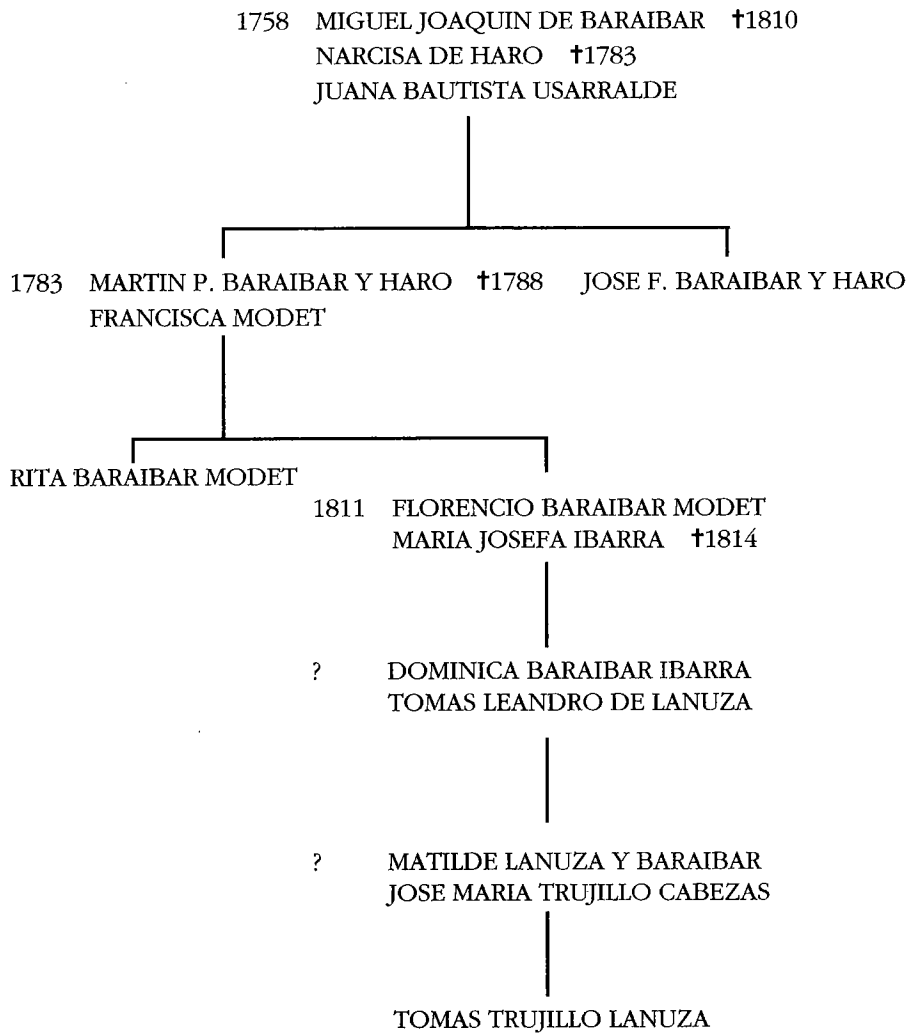 1758 MIGUEL JOAQUIN DE BARAIBAR †1810
NARCISA DE HARO †1783
JUANA BAUTISTA USARRALDE
1783 MARTIN P. BARAIBAR Y HARO †1788 JOSE F. BARAIBAR Y HARO
FRANCISCA MODET
RITA BARAIBAR MODET
1811 FLORENCIO BARAIBAR MODET
MARIA JOSEFA IBARRA †1814
? DOMINICA BARAIBAR IBARRA
TOMAS LEANDRO DE LANUZA
? MATILDE LANUZA Y BARAIBAR
JOSE MARIA TRUJILLO CABEZAS
TOMAS TRUJILLO LANUZA